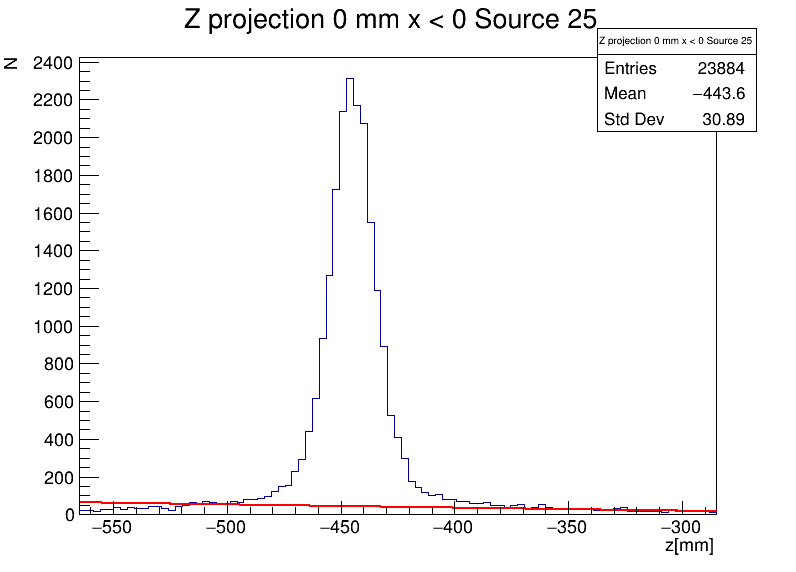 Z projection 0 mm x < 0 Source 25
Z projection 0 mm x < 0 Source 25
Entries 23884
Mean −443.6
Std Dev 30.89
N
2400
2200
2000
1800
1600
1400
1200
1000
800
600
400
200
0
−550 −500 −450 −400 −350 −300
z[mm]